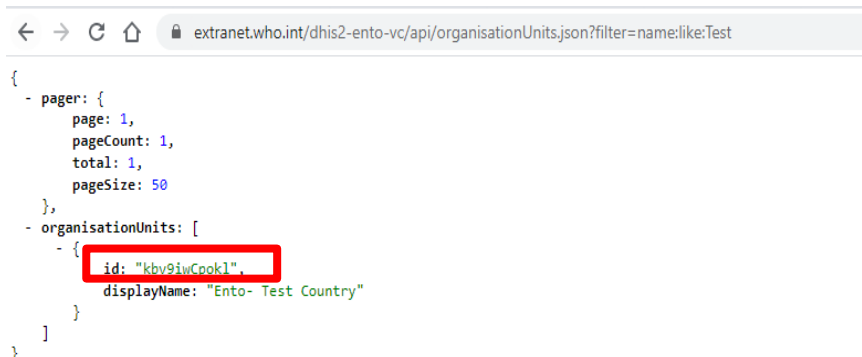 extranet.who.int/dhis2-ento-vc/api/organisationUnits.json?filter=name:like:Test
{
- pager: {
page: 1,
pageCount: 1,
total: 1,
pageSize: 50
},
- organisationUnits: [
- {
id: "kbv9iwCpokl",
displayName: "Ento- Test Country"
}
]
}